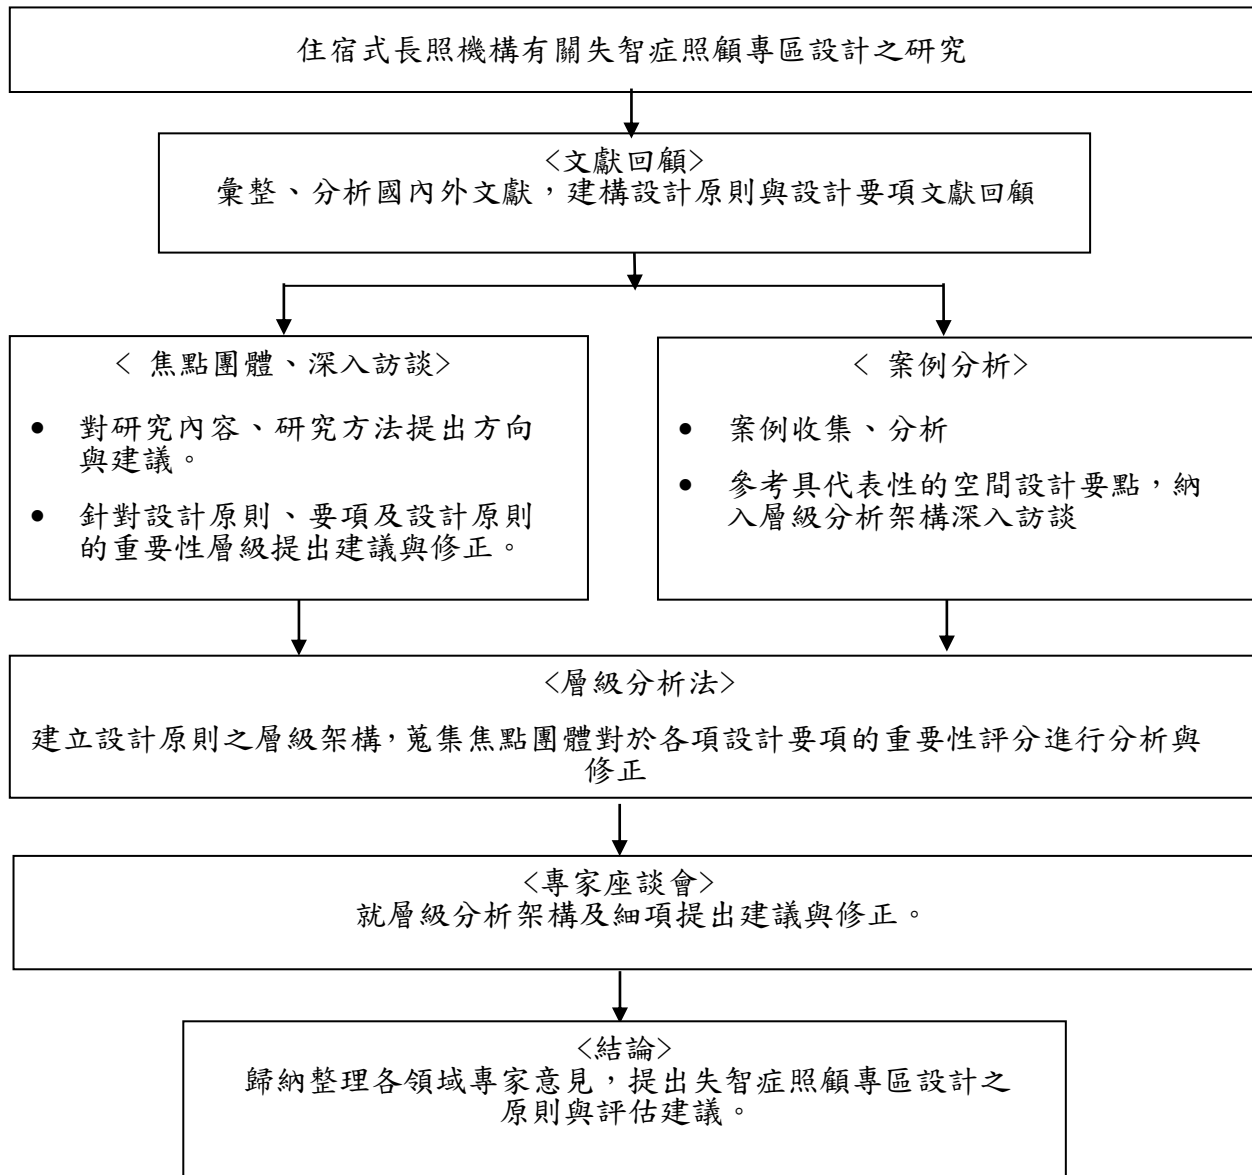 住宿式長照機構有關失智症照顧專區設計之研究
<文獻回顧>
彙整、分析國內外文獻，建構設計原則與設計要項文獻回顧
< 焦點團體、深入訪談>
• 對研究內容、研究方法提出方向
與建議。
• 針對設計原則、要項及設計原則
的重要性層級提出建議與修正。
< 案例分析>
• 案例收集、分析
• 參考具代表性的空間設計要點，納
入層級分析架構深入訪談
<層級分析法>
建立設計原則之層級架構，蒐集焦點團體對於各項設計要項的重要性評分進行分析與
修正
<專家座談會>
就層級分析架構及細項提出建議與修正。
<結論>
歸納整理各領域專家意見，提出失智症照顧專區設計之
原則與評估建議。